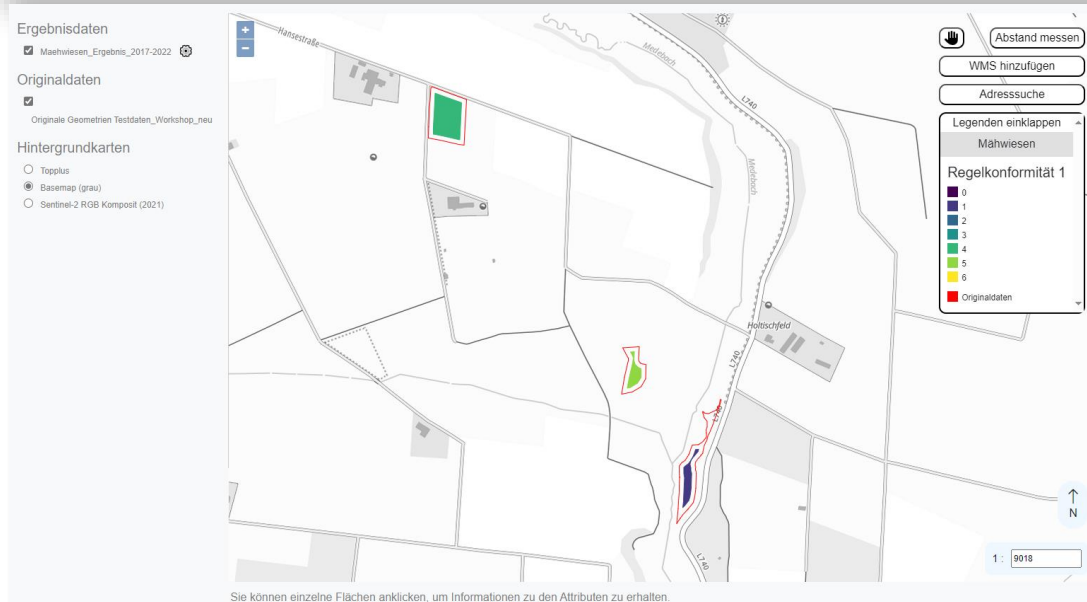 Ergebnisdaten
Maehwiesen_Ergebnis_2017-2022
Originaldaten
Originale Geometrien Testdaten_Workshop_neu
Hintergrundkarten
Topplus
Basemap (grau)
Sentinel-2 RGB Komposit (2021)
+
−
Hansestraße
Medebach
L740
Medebach
Holtischfeld
L740
L740
L740
Abstand messen
WMS hinzufügen
Adresssuche
Legenden einklappen
Mähwiesen
Regelkonformität 1
0
1
2
3
4
5
6
Originaldaten
N
1 : 9018
Sie können einzelne Flächen anklicken, um Informationen zu den Attributen zu erhalten.